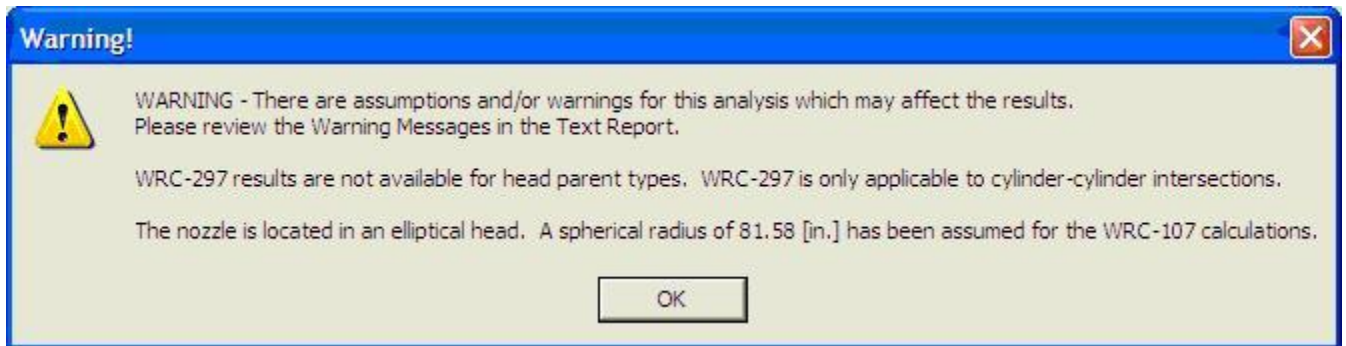 Warning!
WARNING - There are assumptions and/or warnings for this analysis which may affect the results.
Please review the Warning Messages in the Text Report.
WRC-297 results are not available for head parent types. WRC-297 is only applicable to cylinder-cylinder intersections.
The nozzle is located in an elliptical head. A spherical radius of 81.58 [in.] has been assumed for the WRC-107 calculations.
OK